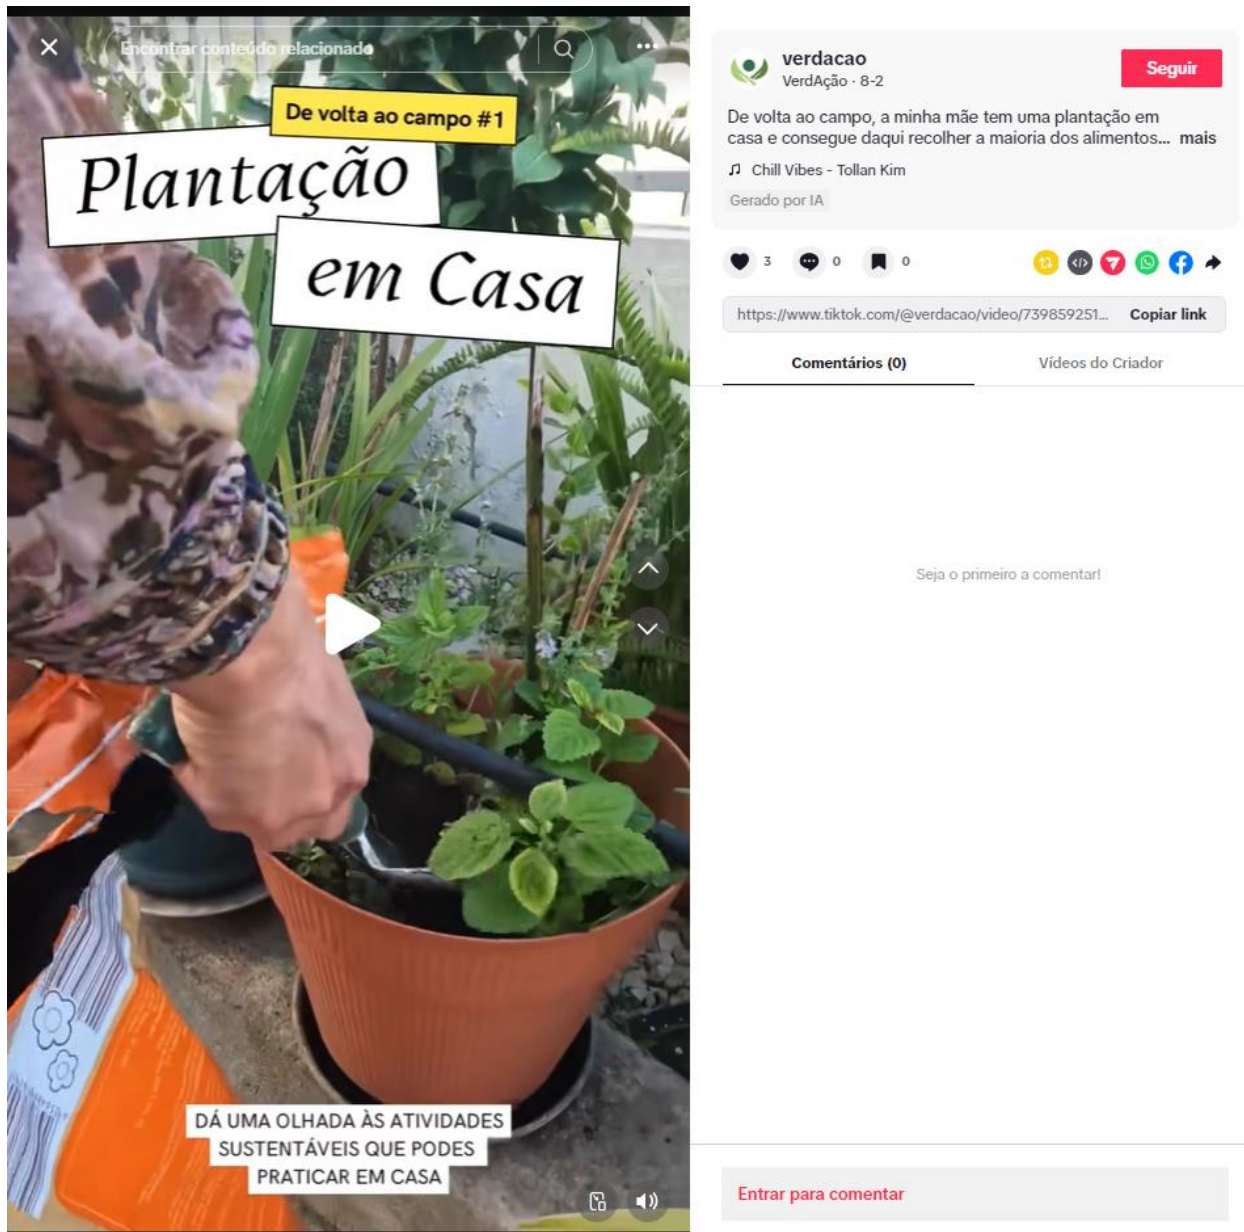 Encontrar conteúdo relacionado
De volta ao campo #1
Plantação
em Casa
DÁ UMA OLHADA ÀS ATIVIDADES
SUSTENTÁVEIS QUE PODES
PRATICAR EM CASA
verdacao
VerdAção · 8-2
Seguir
De volta ao campo, a minha mãe tem uma plantação em
casa e consegue daqui recolher a maioria dos alimentos... mais
Chill Vibes - Tollan Kim
Gerado por IA
3 0 0
https://www.tiktok.com/@verdacao/video/739859251... Copiar link
Comentários (0) Vídeos do Criador
Seja o primeiro a comentar!
Entrar para comentar